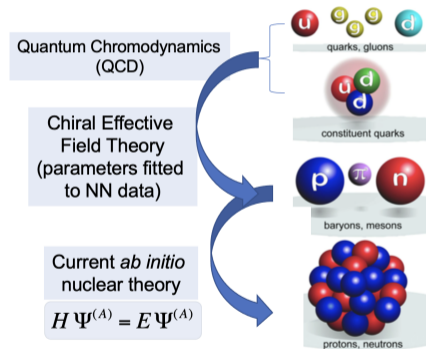 Quantum Chromodynamics
(QCD)
u g g g d
quarks, gluons
u d d
constituent quarks
Chiral Effective
Field Theory
(parameters fitted
to NN data)
p π n
baryons, mesons
Current ab initio
nuclear theory
H Ψ⁽ᴬ⁾ = E Ψ⁽ᴬ⁾
protons, neutrons